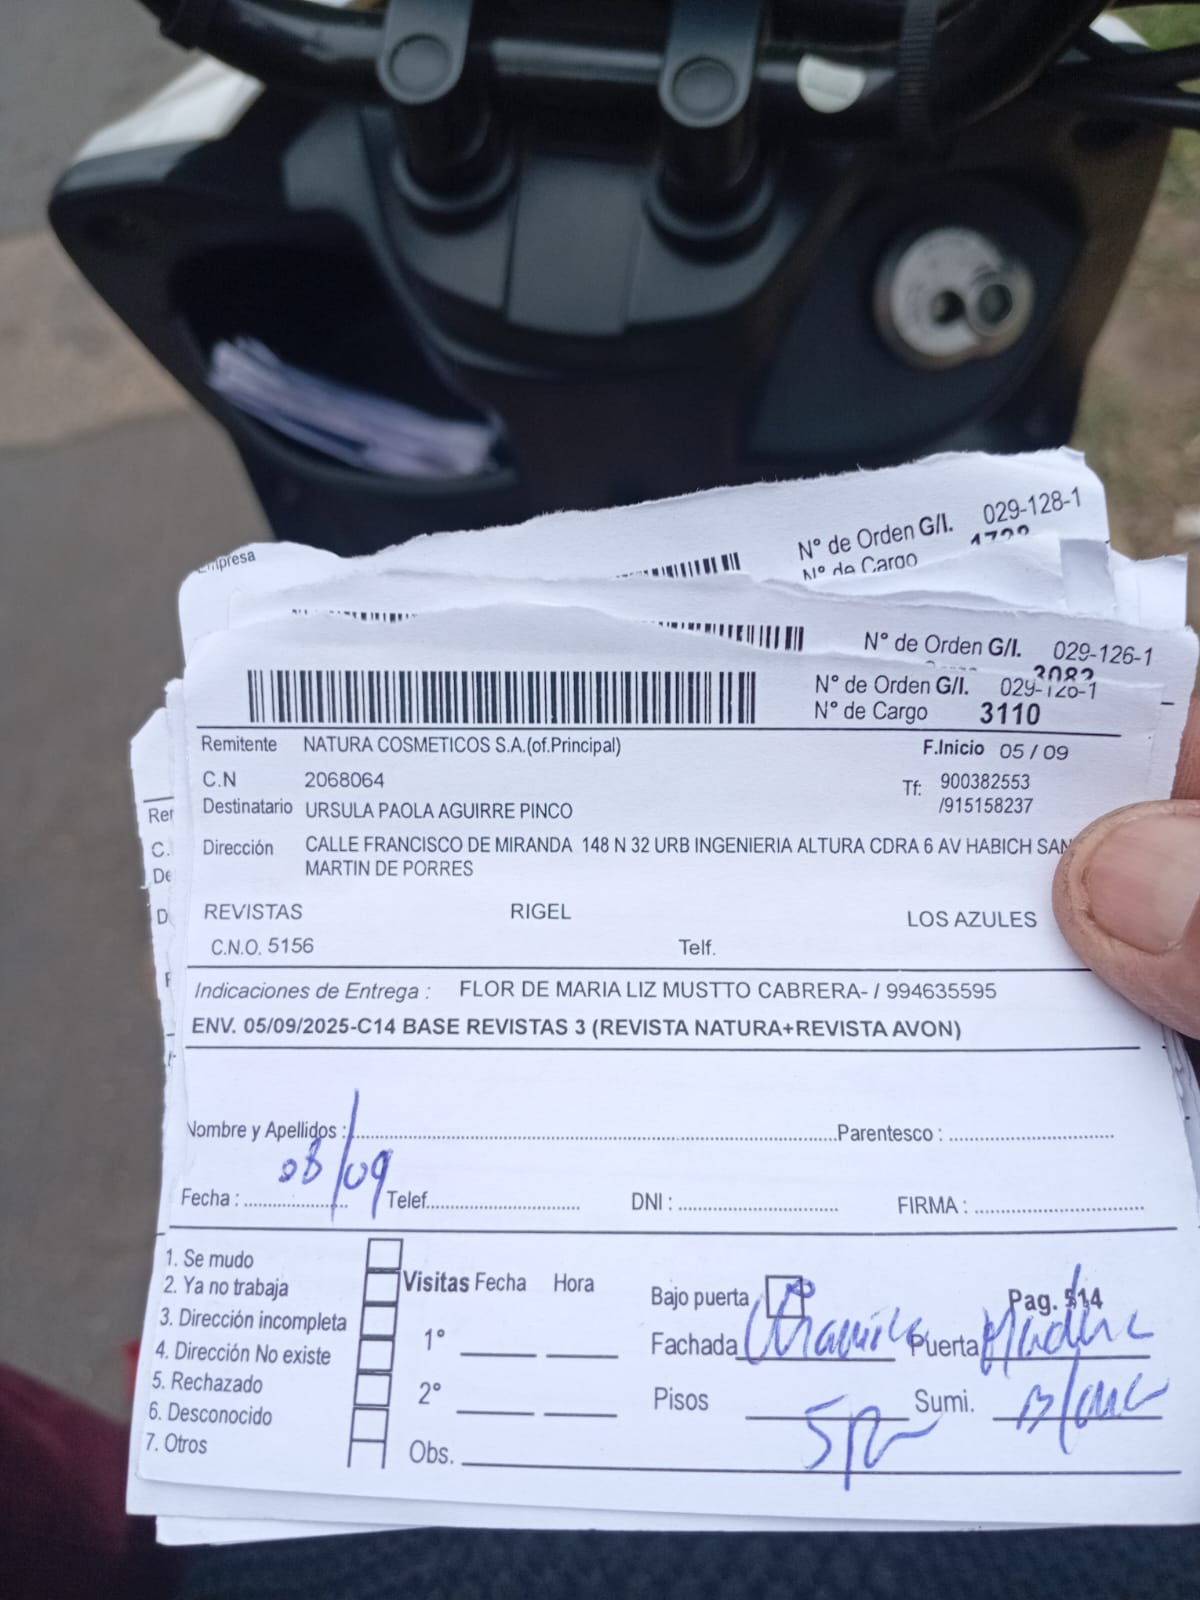 Empresa
N° de Orden G/I. 029-128-1
N° de Cargo
N° de Orden G/I. 029-126-1
3082
N° de Orden G/I. 029-126-1
N° de Cargo 3110
Remitente NATURA COSMETICOS S.A.(of.Principal) F.Inicio 05 / 09
C.N 2068064 Tf: 900382553
Destinatario URSULA PAOLA AGUIRRE PINCO /915158237
Dirección CALLE FRANCISCO DE MIRANDA 148 N 32 URB INGENIERIA ALTURA CDRA 6 AV HABICH SAN
MARTIN DE PORRES
REVISTAS RIGEL LOS AZULES
C.N.O. 5156 Telf.
Indicaciones de Entrega : FLOR DE MARIA LIZ MUSTTO CABRERA- / 994635595
ENV. 05/09/2025-C14 BASE REVISTAS 3 (REVISTA NATURA+REVISTA AVON)
Nombre y Apellidos : Parentesco :
08/09
Fecha : Telef. DNI : FIRMA :
1. Se mudo
2. Ya no trabaja Visitas Fecha Hora Bajo puerta Pag. 514
3. Dirección incompleta 1° Fachada Puerta
4. Dirección No existe
5. Rechazado 2° Pisos Sumi. Blanc
6. Desconocido
7. Otros Obs.